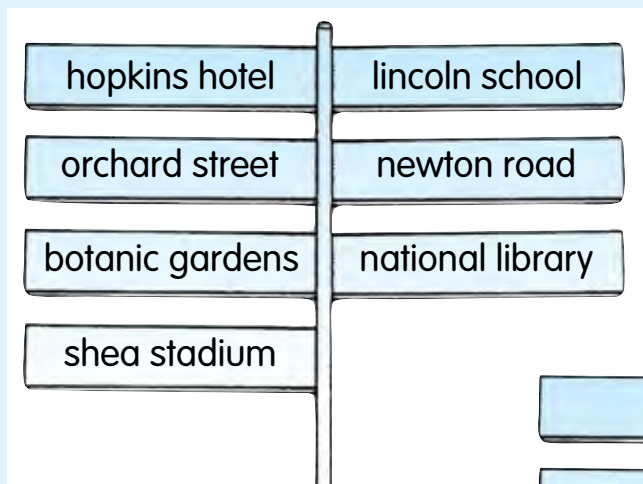 hopkins hotel
lincoln school
orchard street
newton road
botanic gardens
national library
shea stadium